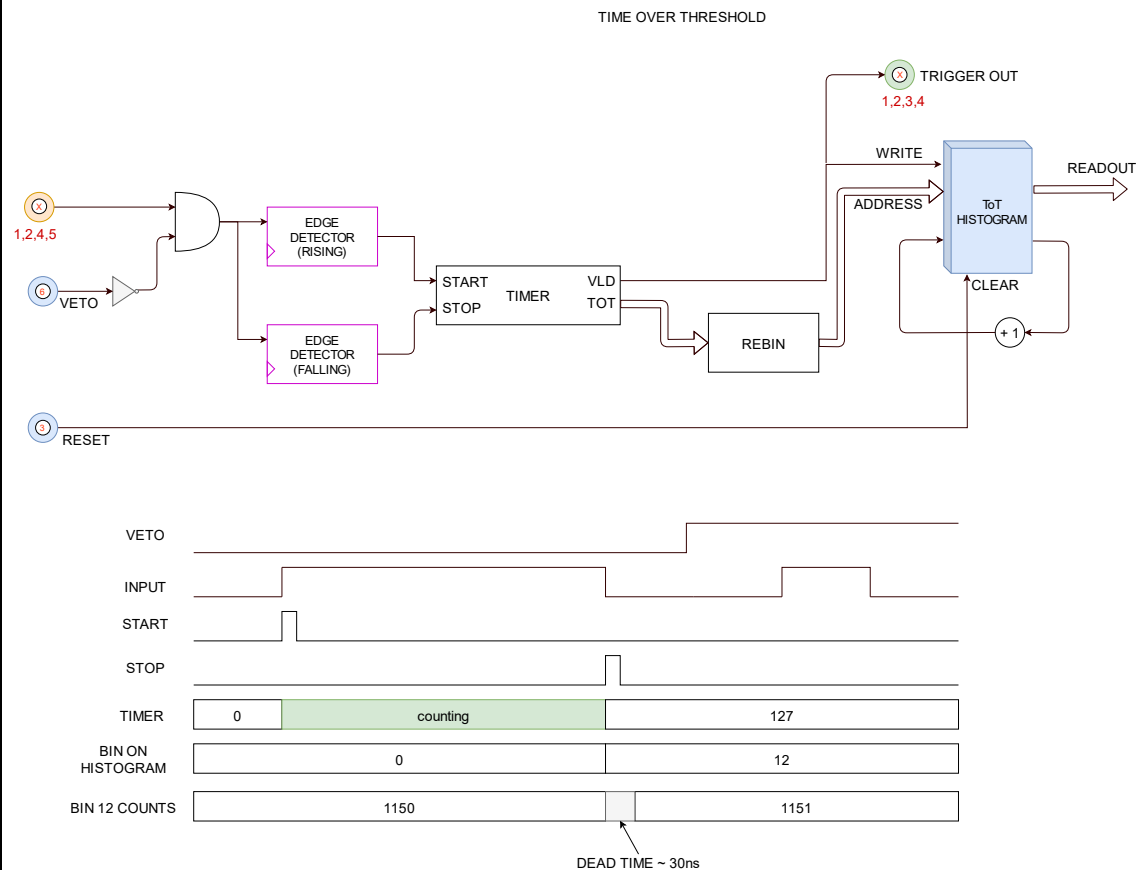 TIME OVER THRESHOLD
X
TRIGGER OUT
1,2,3,4
WRITE
READOUT
ADDRESS
ToT
HISTOGRAM
X
1,2,4,5
EDGE
DETECTOR
(RISING)
6
VETO
START
VLD
TIMER
STOP
TOT
CLEAR
EDGE
DETECTOR
(FALLING)
REBIN
+ 1
3
RESET
VETO
INPUT
START
STOP
TIMER
0
counting
127
BIN ON
HISTOGRAM
0
12
BIN 12 COUNTS
1150
1151
DEAD TIME ~ 30ns